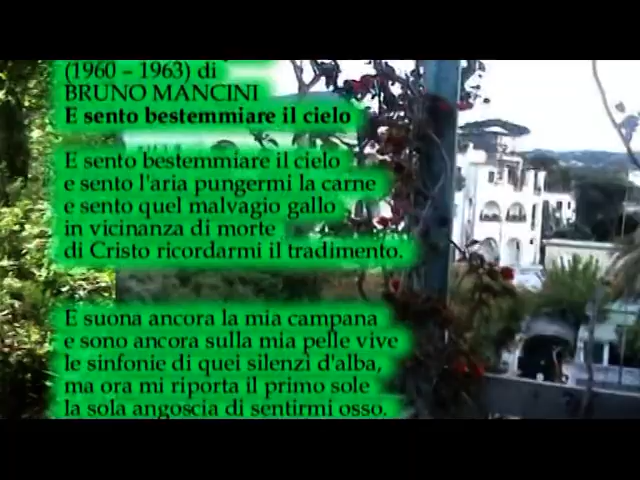 (1960 – 1963) di
BRUNO MANCINI
E sento bestemmiare il cielo
E sento bestemmiare il cielo
e sento l'aria pungermi la carne
e sento quel malvagio gallo
in vicinanza di morte
di Cristo ricordarmi il tradimento.
E suona ancora la mia campana
e sono ancora sulla mia pelle vive
le sinfonie di quei silenzi d'alba,
ma ora mi riporta il primo sole
la sola angoscia di sentirmi osso.